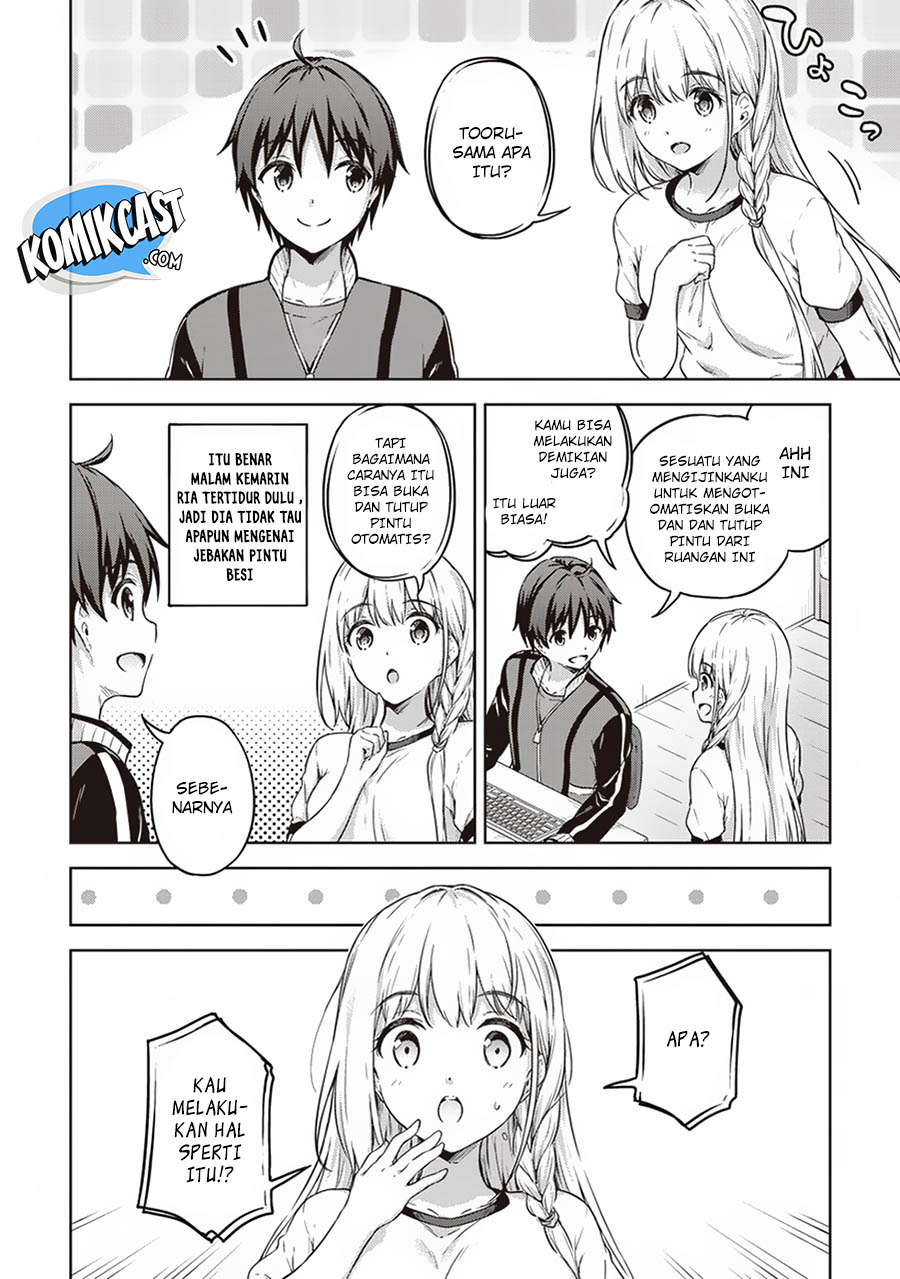 ひょこっ
TOORU-
SAMA APA
ITU?
KOMIKCAST
.COM
AHH
INI
SESUATU YANG
MENGIJINKANKU
UNTUK MENGOT-
OMATISKAN BUKA
DAN DAN TUTUP
PINTU DARI
RUANGAN INI
KAMU BISA
MELAKUKAN
DEMIKIAN
JUGA?
ITU LUAR
BIASA!
TAPI
BAGAIMANA
CARANYA ITU
BISA BUKA
DAN TUTUP
PINTU
OTOMATIS?
ITU BENAR
MALAM KEMARIN
RIA TERTIDUR DULU ,
JADI DIA TIDAK TAU
APAPUN MENGENAI
JEBAKAN PINTU
BESI
SEBE-
NARNYA
APA?
KAU
MELAKU-
KAN HAL
SPERTI
ITU!?